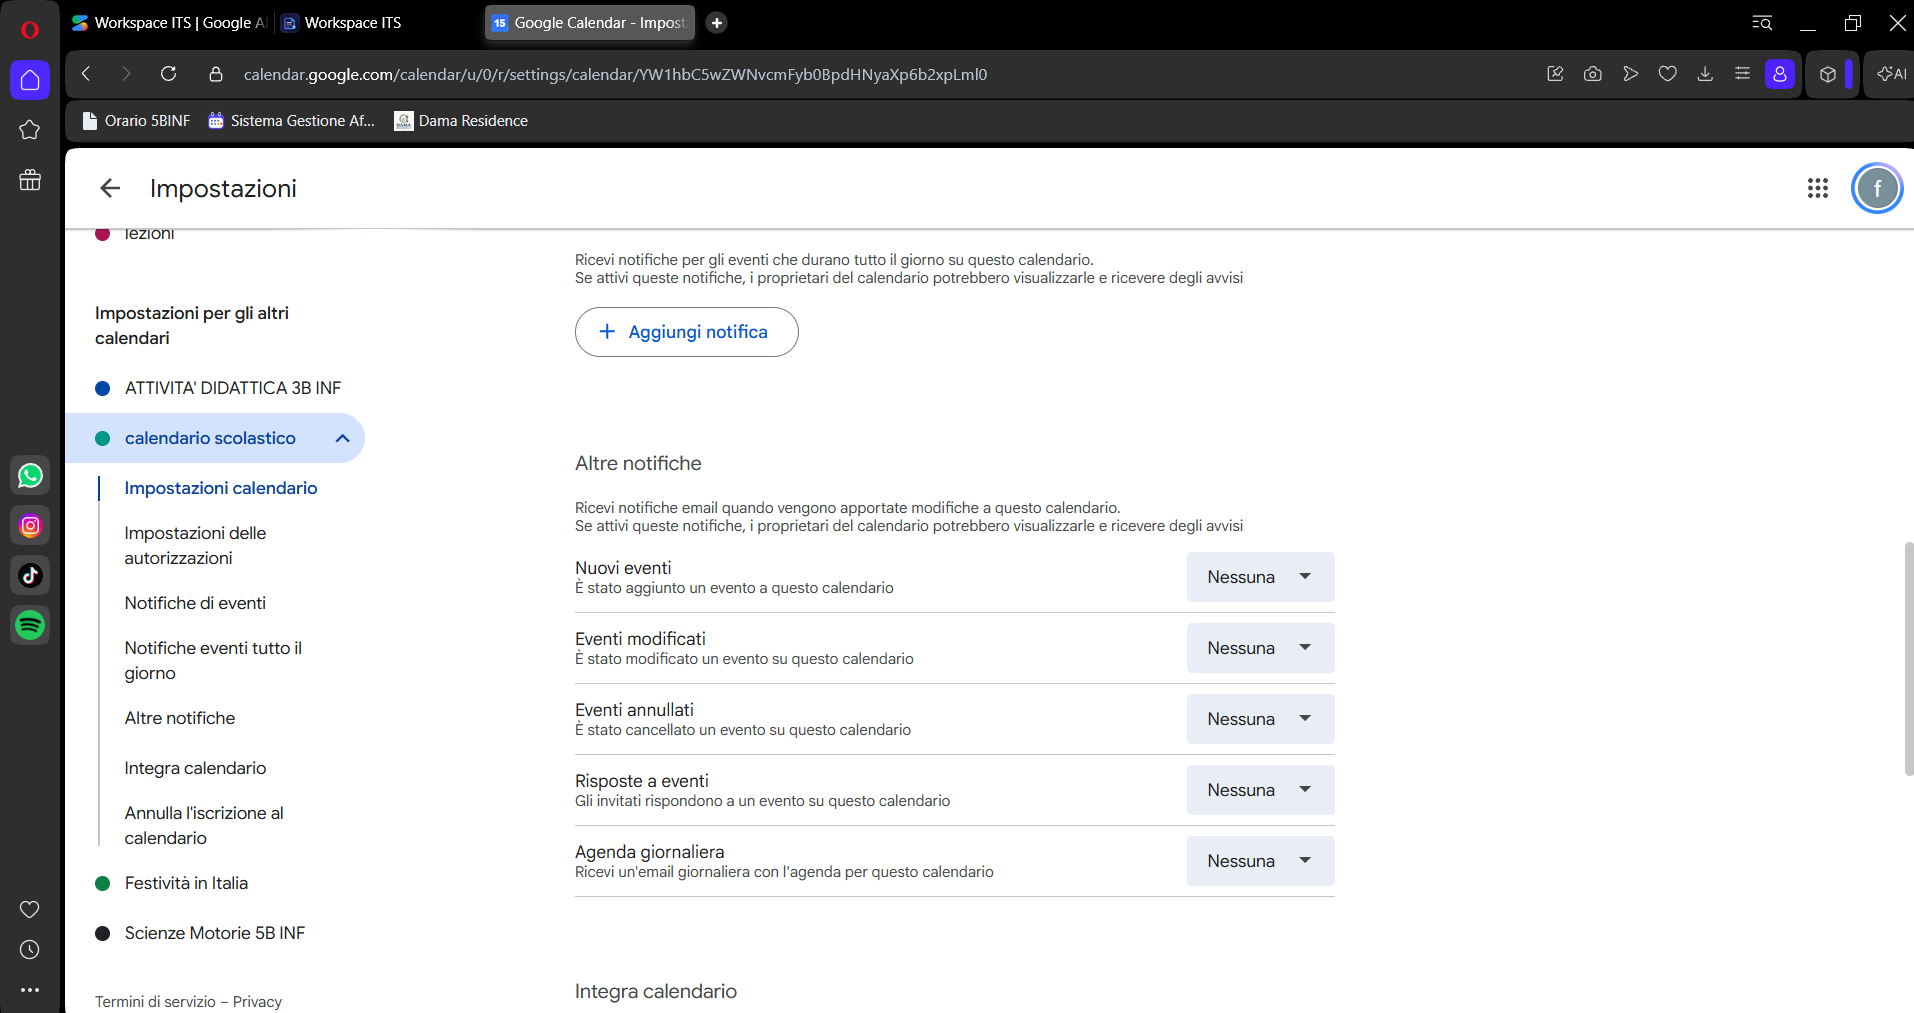 Workspace ITS | Google AI
Workspace ITS
15
Google Calendar - Impost
calendar.google.com/calendar/u/0/r/settings/calendar/YW1hbC5wZWNvcmFyb0BpdHNyaXp6b2xpLml0
AI
Orario 5BINF
Sistema Gestione Af...
Dama Residence
Impostazioni
f
lezioni
Impostazioni per gli altri
calendari
ATTIVITA' DIDATTICA 3B INF
calendario scolastico
Impostazioni calendario
Impostazioni delle
autorizzazioni
Notifiche di eventi
Notifiche eventi tutto il
giorno
Altre notifiche
Integra calendario
Annulla l'iscrizione al
calendario
Festività in Italia
Scienze Motorie 5B INF
Termini di servizio – Privacy
Ricevi notifiche per gli eventi che durano tutto il giorno su questo calendario.
Se attivi queste notifiche, i proprietari del calendario potrebbero visualizzarle e ricevere degli avvisi
Aggiungi notifica
Altre notifiche
Ricevi notifiche email quando vengono apportate modifiche a questo calendario.
Se attivi queste notifiche, i proprietari del calendario potrebbero visualizzarle e ricevere degli avvisi
Nuovi eventi
È stato aggiunto un evento a questo calendario
Nessuna
Eventi modificati
È stato modificato un evento su questo calendario
Nessuna
Eventi annullati
È stato cancellato un evento su questo calendario
Nessuna
Risposte a eventi
Gli invitati rispondono a un evento su questo calendario
Nessuna
Agenda giornaliera
Ricevi un'email giornaliera con l'agenda per questo calendario
Nessuna
Integra calendario